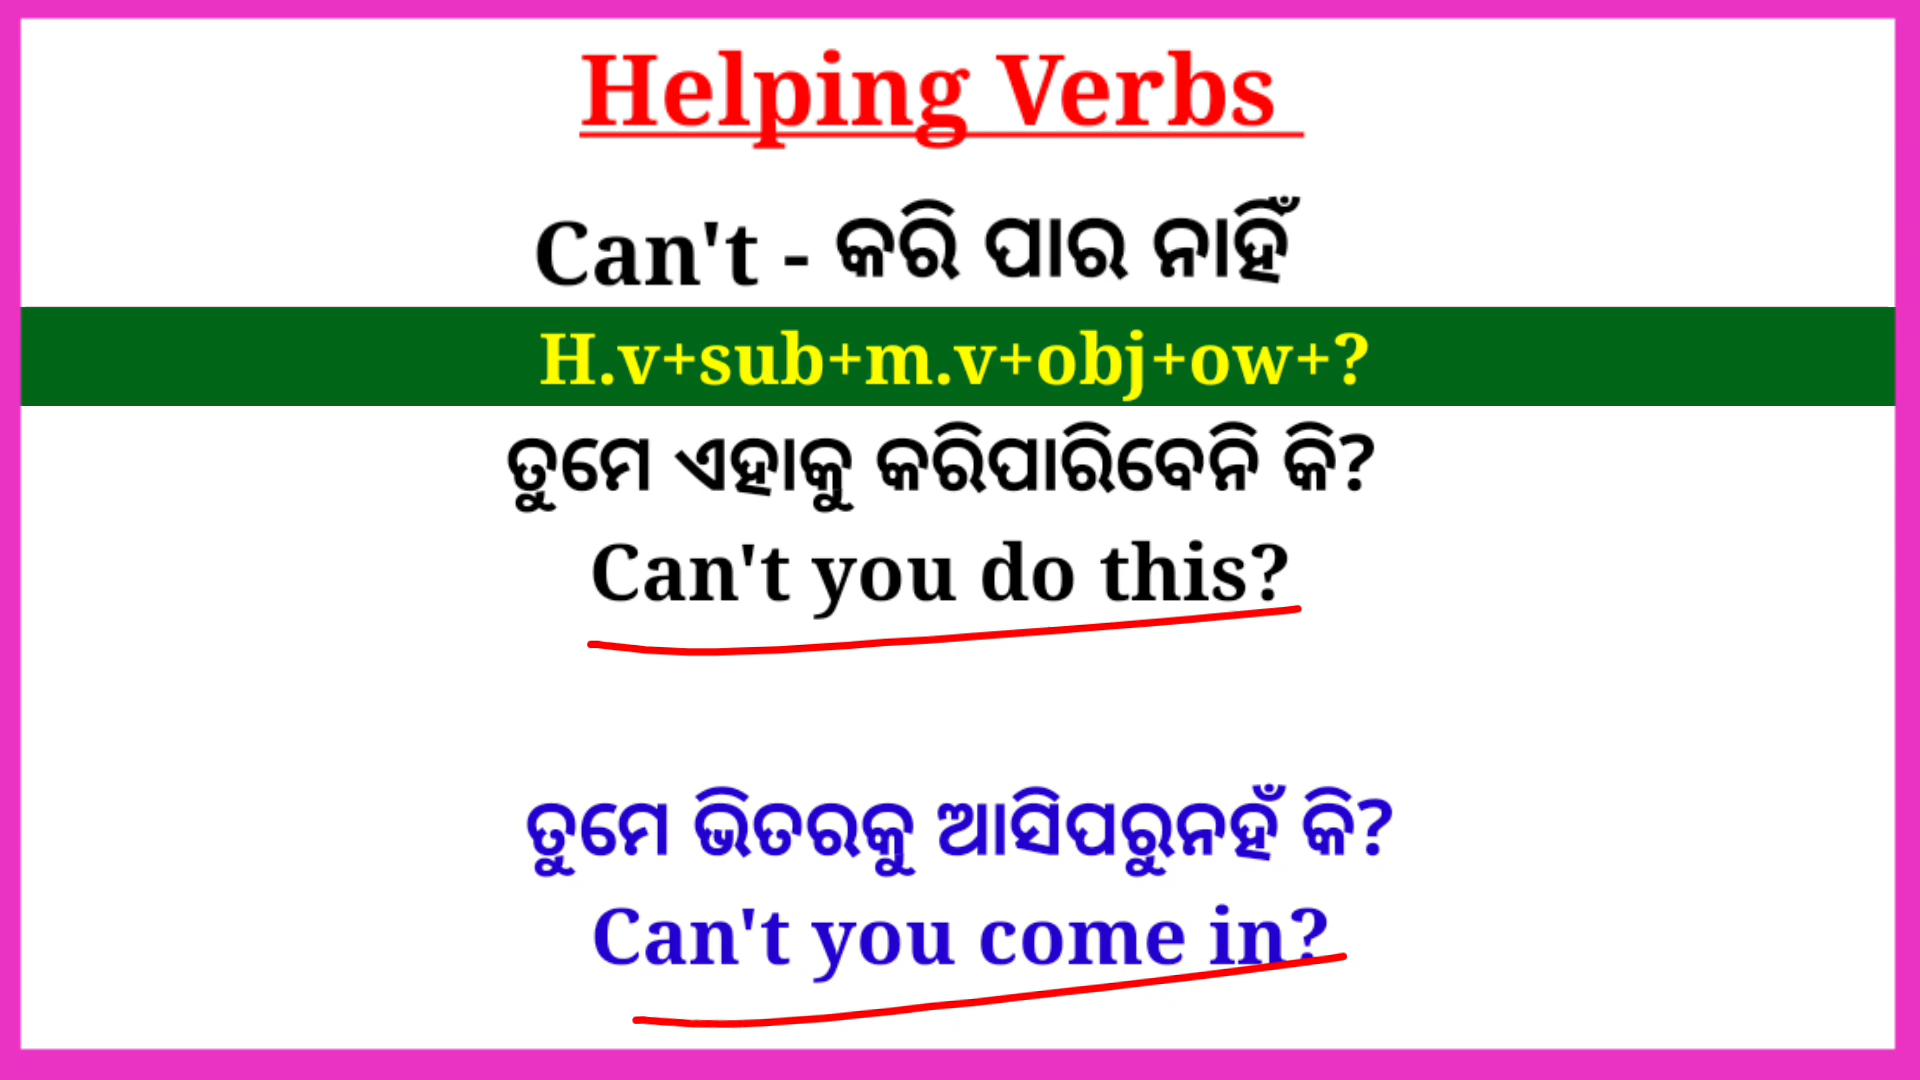 Helping Verbs
Can't - କରି ପାର ନାହିଁ
H.v+sub+m.v+obj+ow+?
ତୁମେ ଏହାକୁ କରିପାରିବେନି କି?
Can't you do this?
ତୁମେ ଭିତରକୁ ଆସିପରୁନହଁ କି?
Can't you come in?